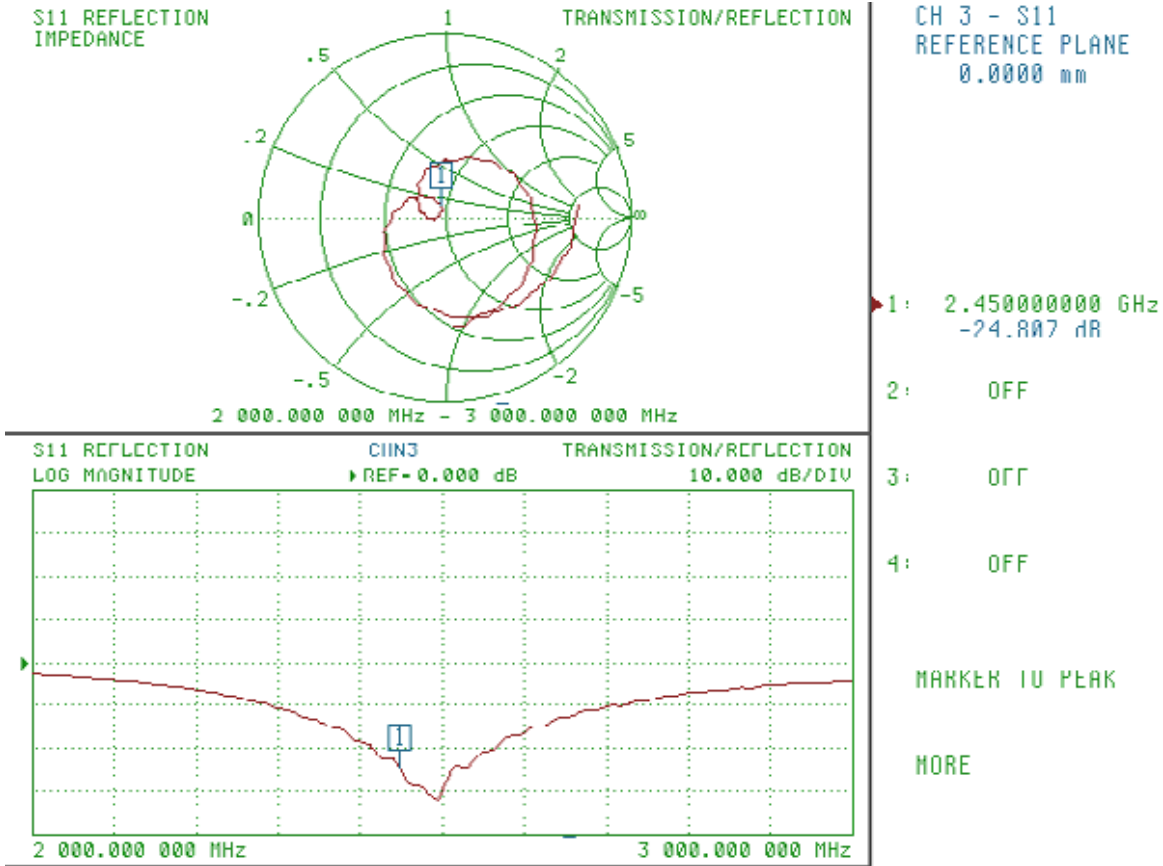 S11 REFLECTION
TRANSMISSION/REFLECTION
IMPEDANCE
1
.5
2
.2
5
0
∞
-.2
-5
-.5
-2
2 000.000 000 MHz - 3 000.000 000 MHz
S11 REFLECTION
CHN3
TRANSMISSION/REFLECTION
LOG MAGNITUDE
▶REF=0.000 dB
10.000 dB/DIV
1
1
2 000.000 000 MHz
3 000.000 000 MHz
CH 3 - S11
REFERENCE PLANE
0.0000 mm
▶1: 2.450000000 GHz
-24.807 dB
2: OFF
3: OFF
4: OFF
MARKER TO PEAK
MORE